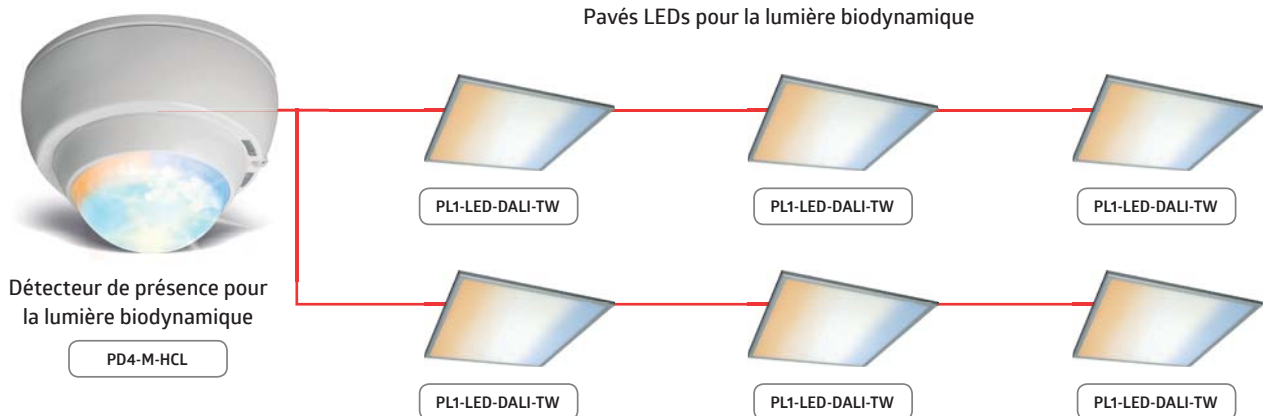 Pavés LEDs pour la lumière biodynamique
PL1-LED-DALI-TW
PL1-LED-DALI-TW
PL1-LED-DALI-TW
Détecteur de présence pour
la lumière biodynamique
PD4-M-HCL
PL1-LED-DALI-TW
PL1-LED-DALI-TW
PL1-LED-DALI-TW